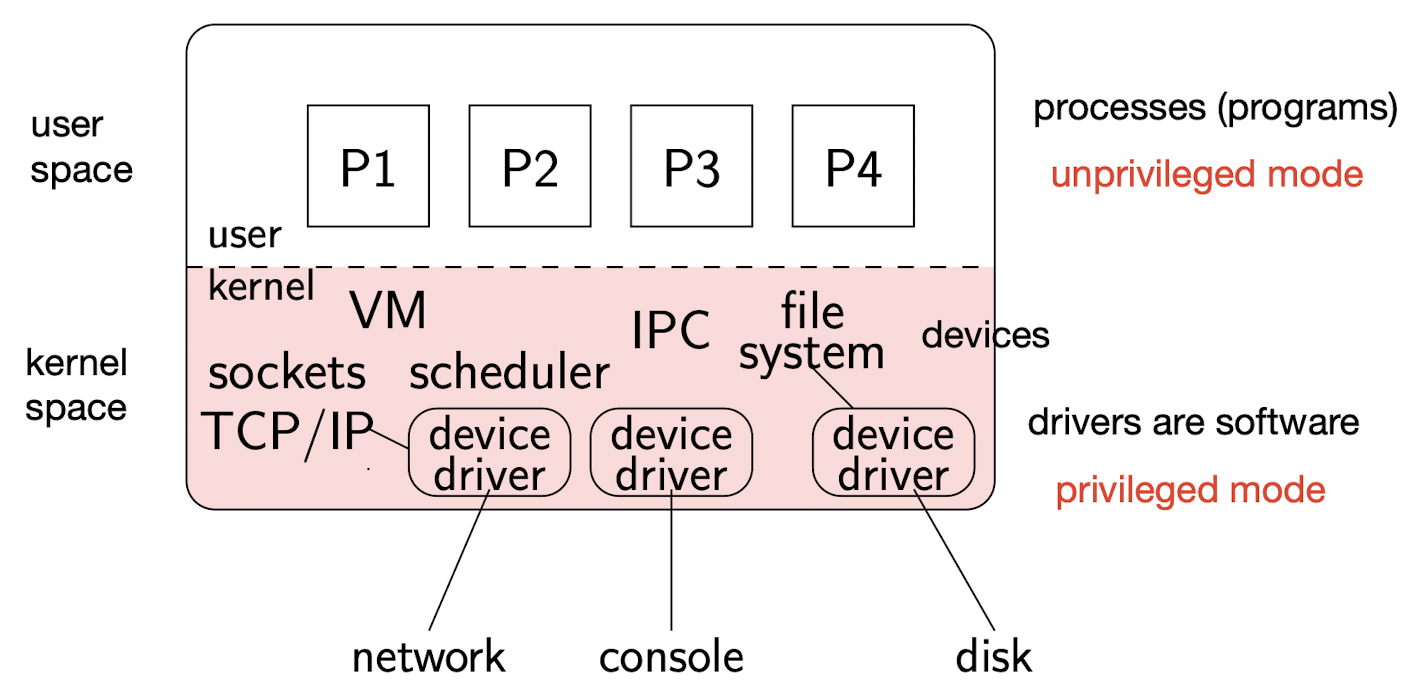 user
space
P1 P2 P3 P4
processes (programs)
unprivileged mode
user
kernel
VM
IPC
file
system
devices
kernel
space
sockets
scheduler
TCP/IP
device
driver
device
driver
device
driver
drivers are software
privileged mode
network
console
disk